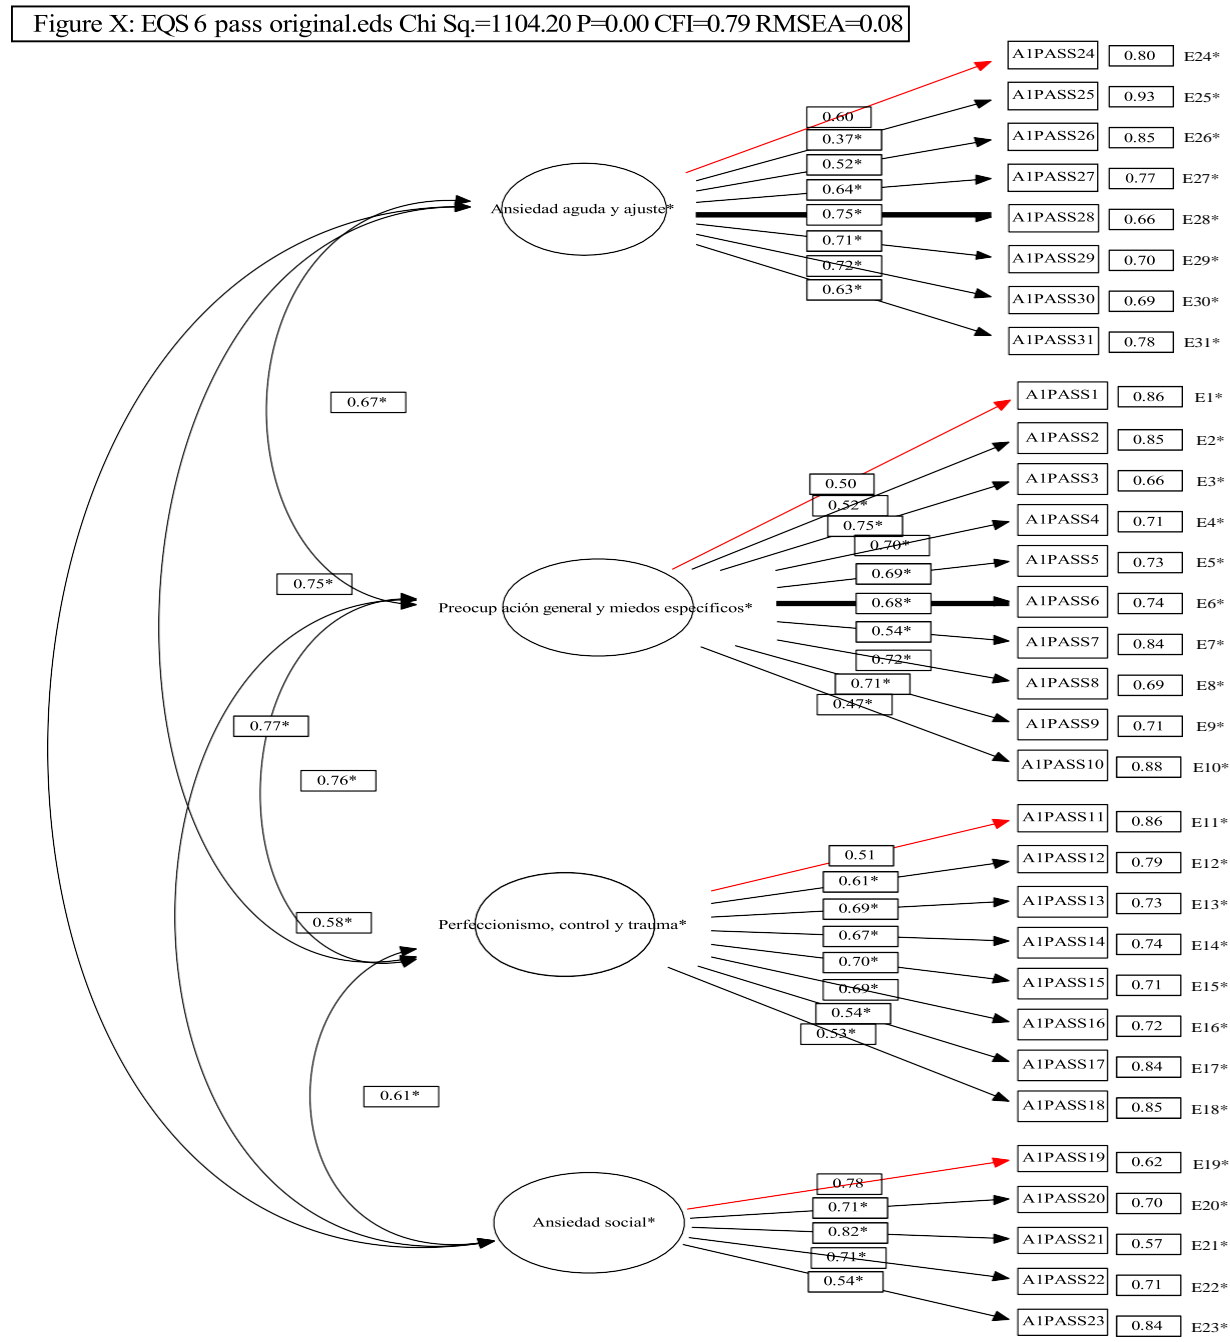 Figure X: EQS 6 pass original.eds Chi Sq.=1104.20 P=0.00 CFI=0.79 RMSEA=0.08
A1PASS24 0.80 E24*
0.60
A1PASS25 0.93 E25*
0.37*
A1PASS26 0.85 E26*
0.52*
A1PASS27 0.77 E27*
0.64*
Ansiedad aguda y ajuste*
0.75*
A1PASS28 0.66 E28*
0.71*
A1PASS29 0.70 E29*
0.72*
0.63*
A1PASS30 0.69 E30*
A1PASS31 0.78 E31*
0.67*
A1PASS1 0.86 E1*
A1PASS2 0.85 E2*
0.50
A1PASS3 0.66 E3*
0.52*
0.75*
A1PASS4 0.71 E4*
0.70*
A1PASS5 0.73 E5*
0.69*
0.75*
Preocup ación general y miedos específicos*
0.68*
A1PASS6 0.74 E6*
0.54*
A1PASS7 0.84 E7*
0.72*
A1PASS8 0.69 E8*
0.71*
0.47*
A1PASS9 0.71 E9*
0.77*
A1PASS10 0.88 E10*
0.76*
A1PASS11 0.86 E11*
0.51
A1PASS12 0.79 E12*
0.61*
A1PASS13 0.73 E13*
0.69*
0.58*
Perfeccionismo, control y trauma*
0.67*
A1PASS14 0.74 E14*
0.70*
A1PASS15 0.71 E15*
0.69*
0.54*
A1PASS16 0.72 E16*
0.53*
A1PASS17 0.84 E17*
0.61*
A1PASS18 0.85 E18*
A1PASS19 0.62 E19*
0.78
A1PASS20 0.70 E20*
0.71*
Ansiedad social*
0.82*
A1PASS21 0.57 E21*
0.71*
0.54*
A1PASS22 0.71 E22*
A1PASS23 0.84 E23*